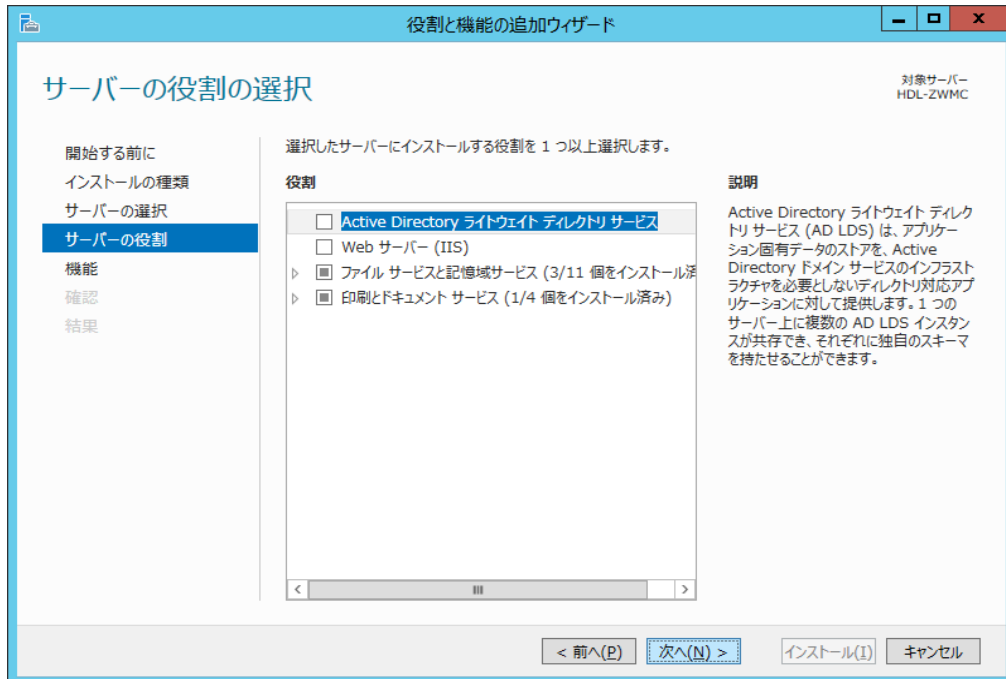 役割と機能の追加ウィザード
サーバーの役割の選択
対象サーバー
HDL-ZWMC
開始する前に
インストールの種類
サーバーの選択
サーバーの役割
機能
確認
結果
選択したサーバーにインストールする役割を 1 つ以上選択します。
役割
Active Directory ライトウェイト ディレクトリ サービス
Web サーバー (IIS)
ファイル サービスと記憶域サービス (3/11 個をインストール済
印刷とドキュメント サービス (1/4 個をインストール済み)
説明
Active Directory ライトウェイト ディレク
トリ サービス (AD LDS) は、アプリケー
ション固有データのストアを、Active
Directory ドメイン サービスのインフラスト
ラクチャを必要としないディレクトリ対応アプ
リケーションに対して提供します。1 つの
サーバー上に複数の AD LDS インスタン
スが共存でき、それぞれに独自のスキーマ
を持たせることができます。
< 前へ(P)
次へ(N) >
インストール(I)
キャンセル